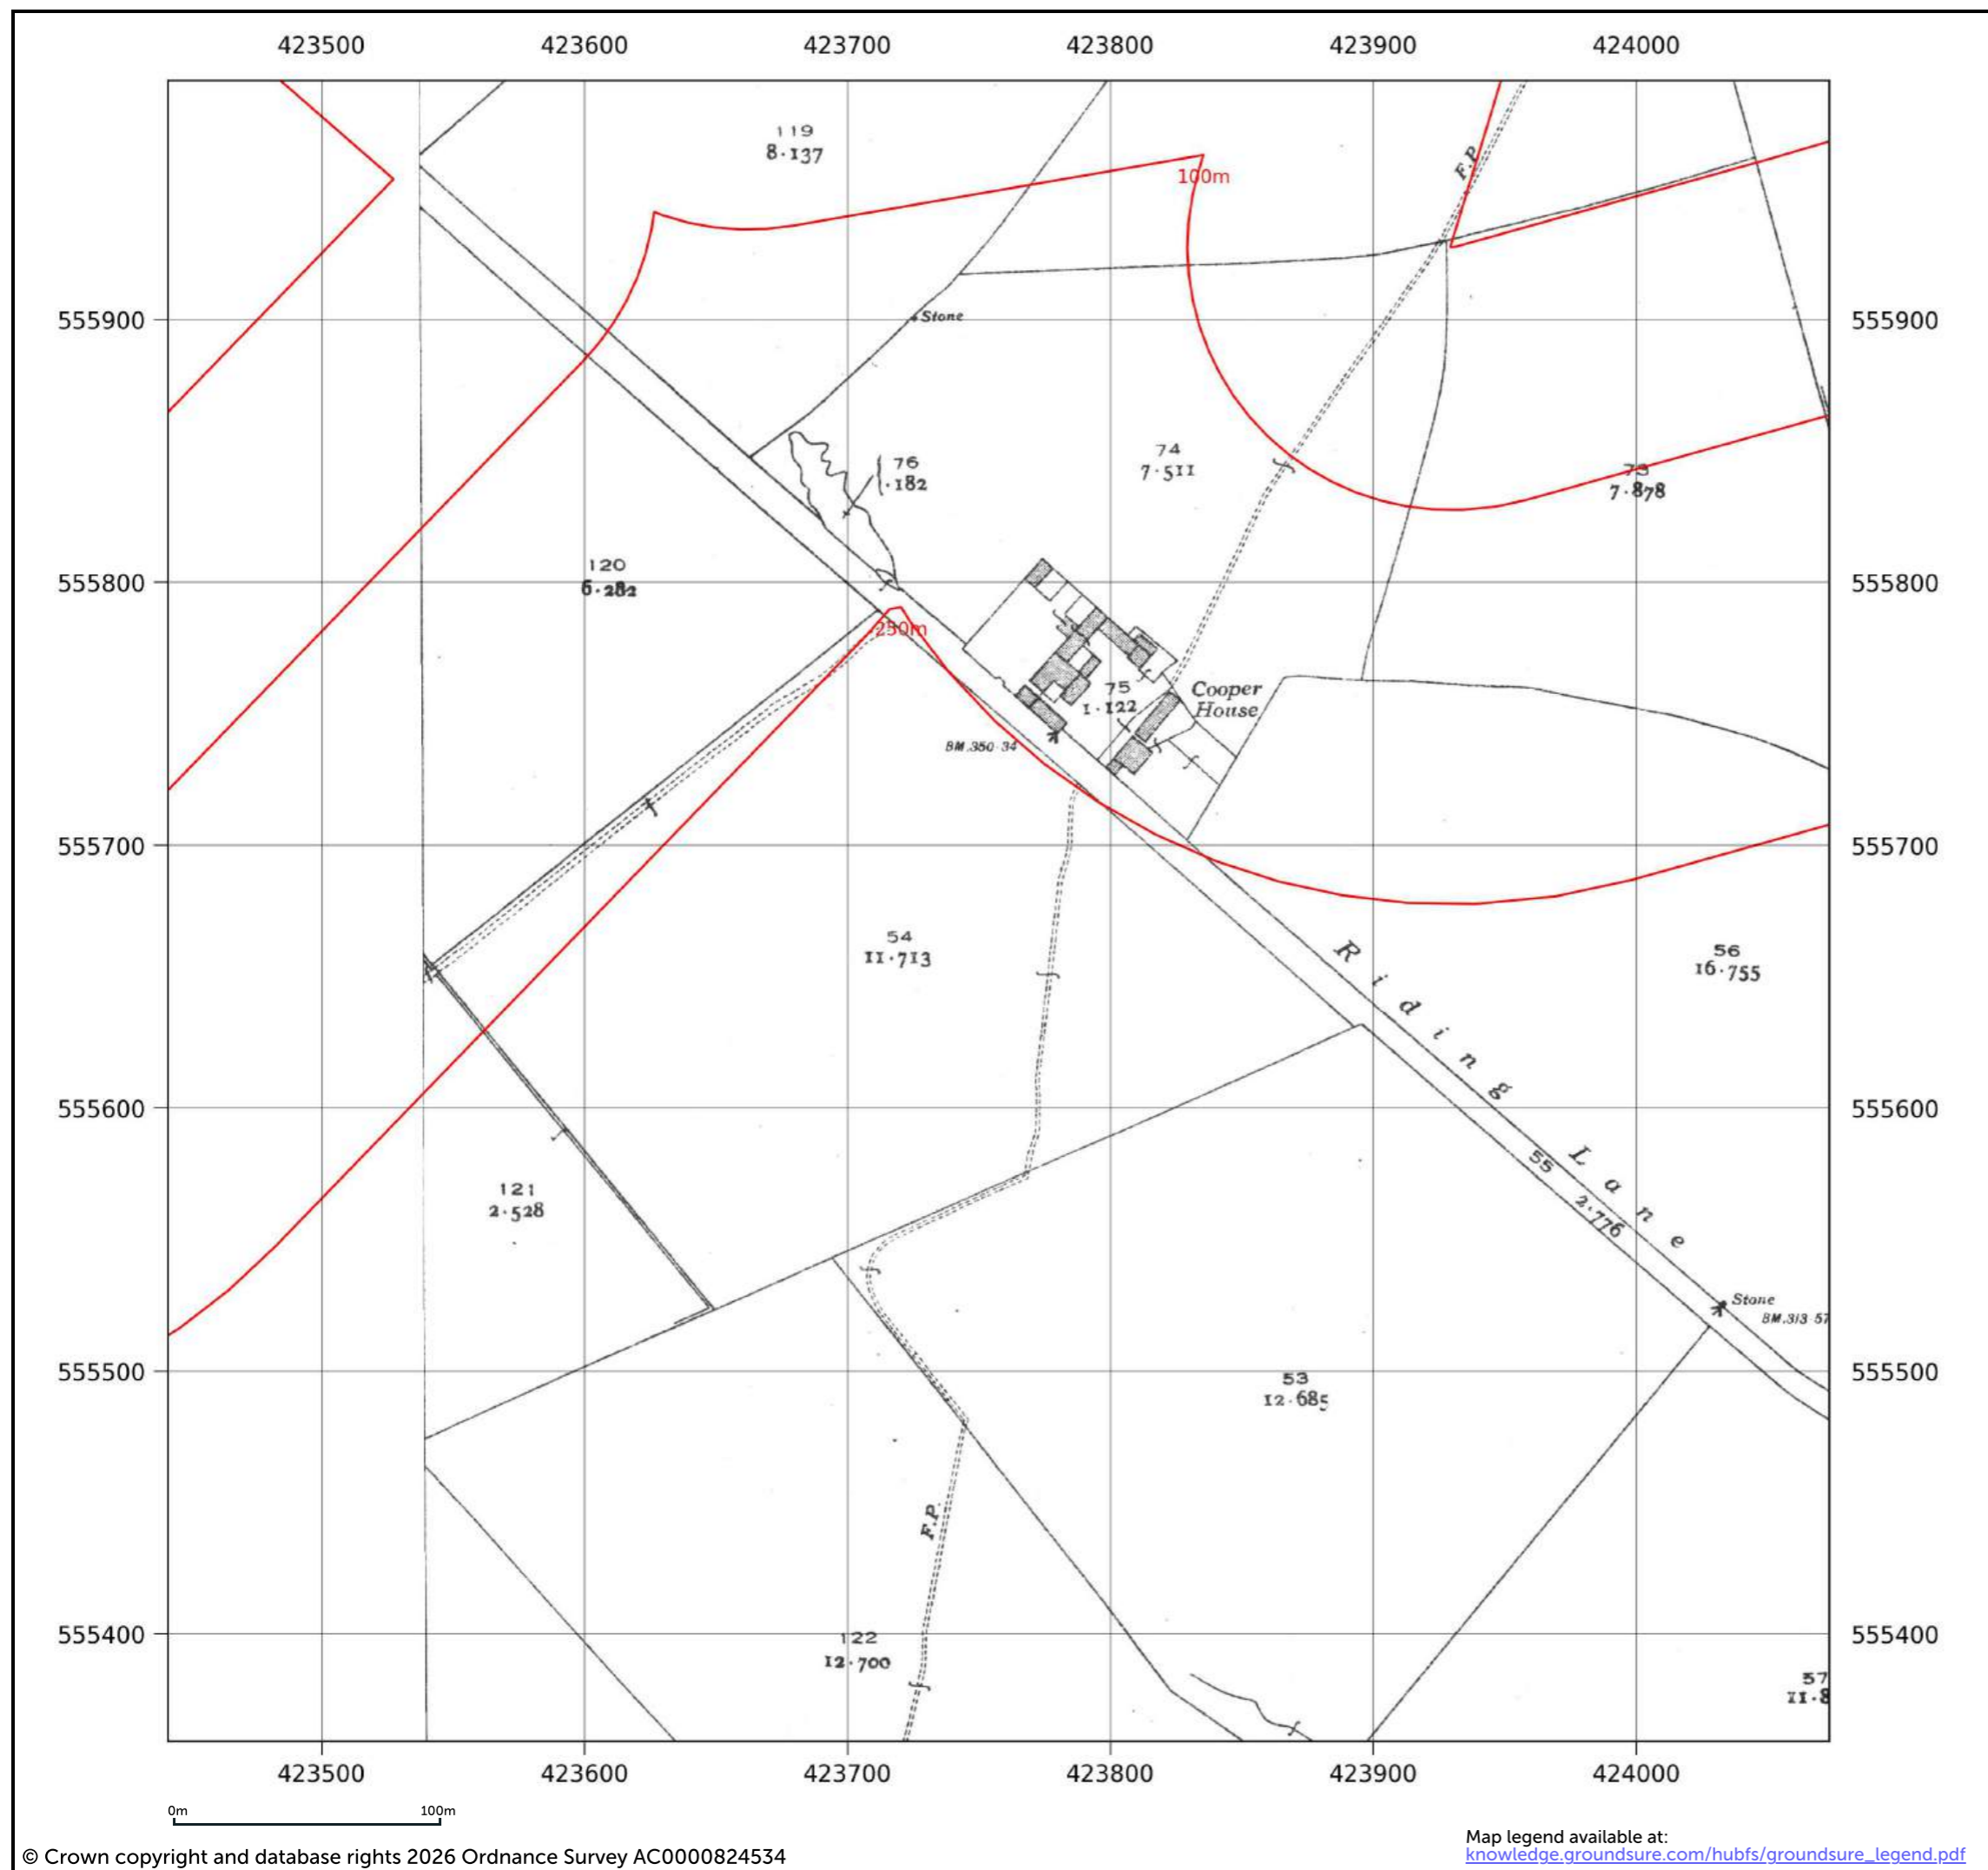 423500 423600 423700 423800 423900 424000
119
8·137
100m
F.P.
555900 555900
Stone
76
·182
74
7·511
73
7·878
120
6·282
555800 555800
250m
75
1·122
Cooper
House
B.M.350·34
555700 555700
54
11·713
56
16·755
Riding Lane
555600 555600
55
2·776
121
2·528
Stone
B.M.313·57
555500 555500
53
12·685
F.P.
555400 555400
122
12·700
57
11·8
423500 423600 423700 423800 423900 424000
0m 100m
© Crown copyright and database rights 2026 Ordnance Survey AC0000824534
Map legend available at:
knowledge.groundsure.com/hubfs/groundsure_legend.pdf